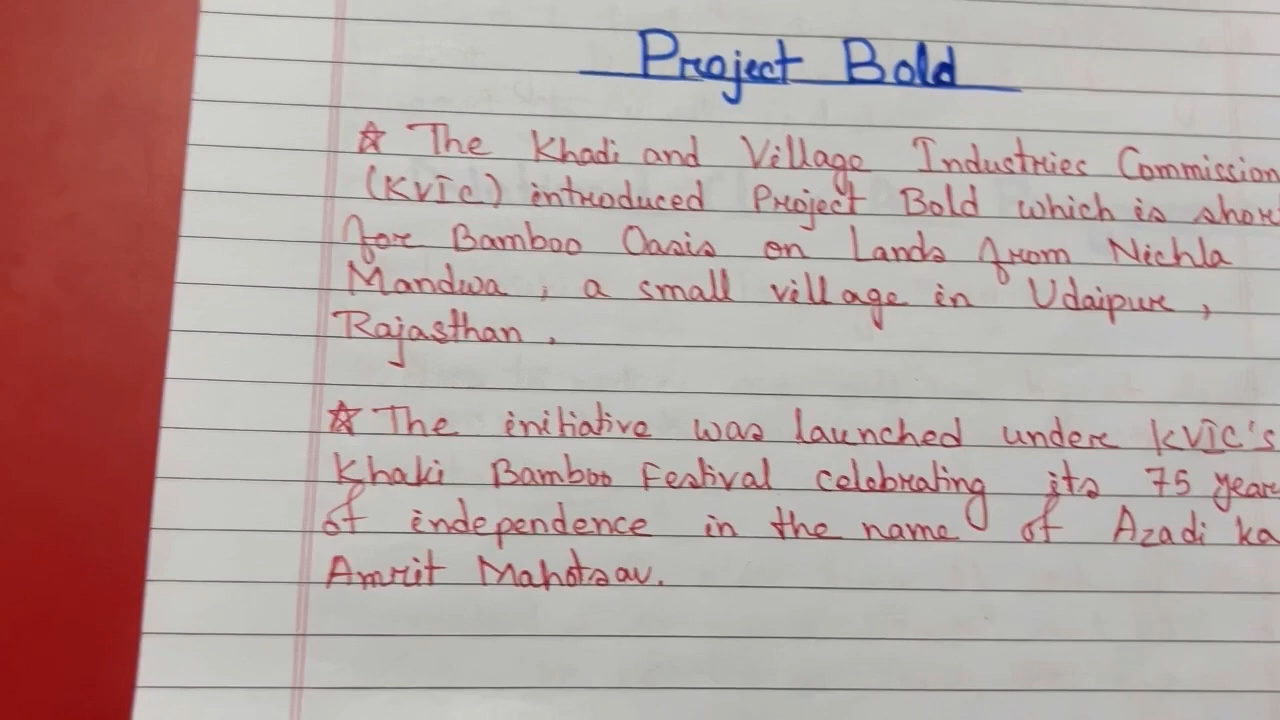 Project Bold
☆ The Khadi and Village Industries Commission
(KVIC) introduced Project Bold which is short
for Bamboo Oasis on Lands from Nichla
Mandwa, a small village in Udaipur,
Rajasthan.
☆ The initiative was launched under KVIC's
Khaki Bamboo Festival celebrating its 75 years
of independence in the name of Azadi ka
Amrit Mahotsav.